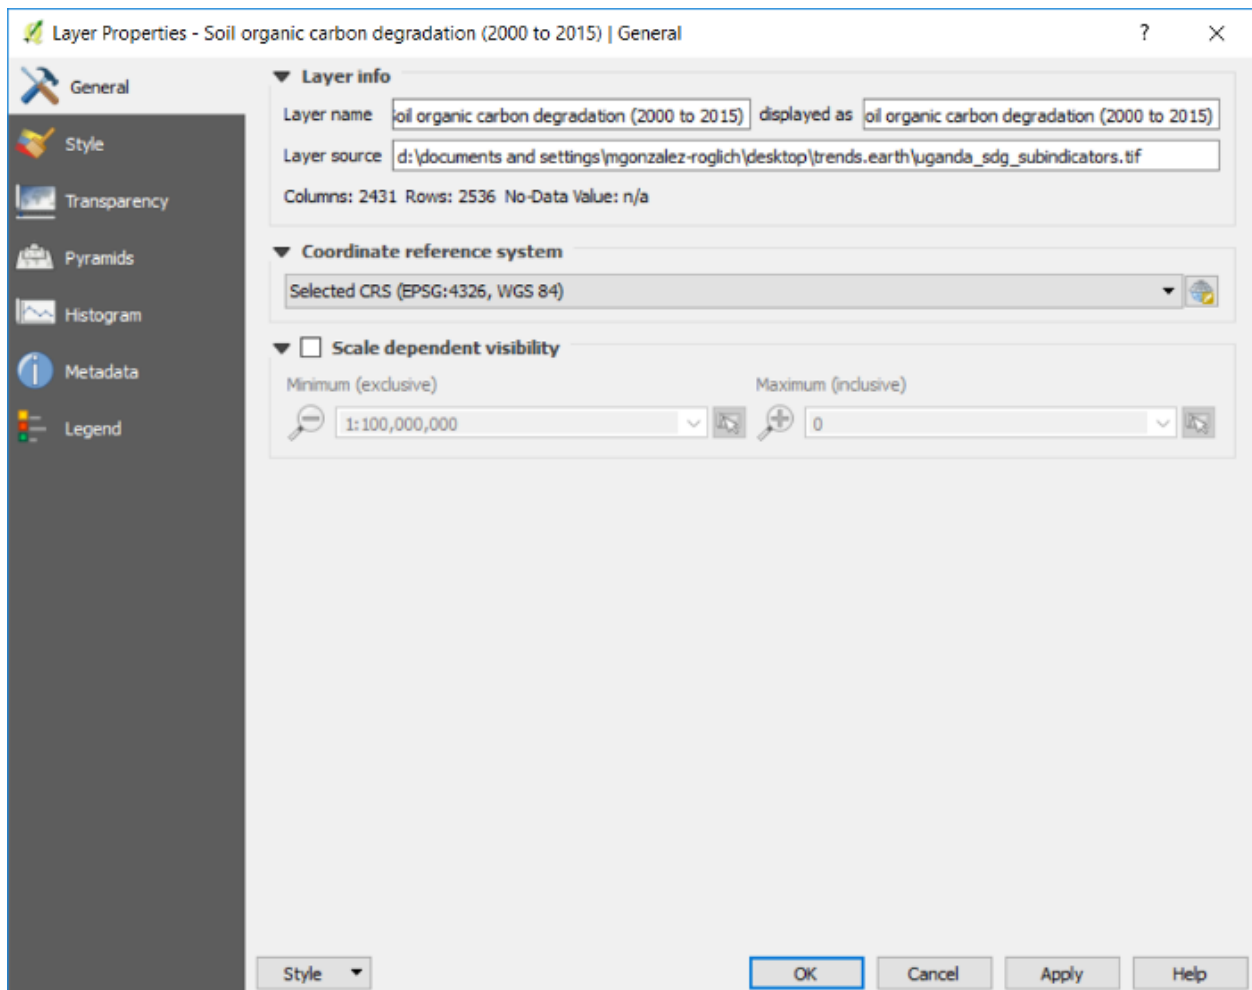 Layer Properties - Soil organic carbon degradation (2000 to 2015) | General ?
General
Style
Transparency
Pyramids
Histogram
Metadata
Legend
Layer info
Layer name oil organic carbon degradation (2000 to 2015) displayed as oil organic carbon degradation (2000 to 2015)
Layer source d:\documents and settings\mgonzalez-roglich\desktop\trends.earth\uganda_sdg_subindicators.tif
Columns: 2431 Rows: 2536 No-Data Value: n/a
Coordinate reference system
Selected CRS (EPSG:4326, WGS 84)
Scale dependent visibility
Minimum (exclusive) Maximum (inclusive)
1:100,000,000 0
Style OK Cancel Apply Help